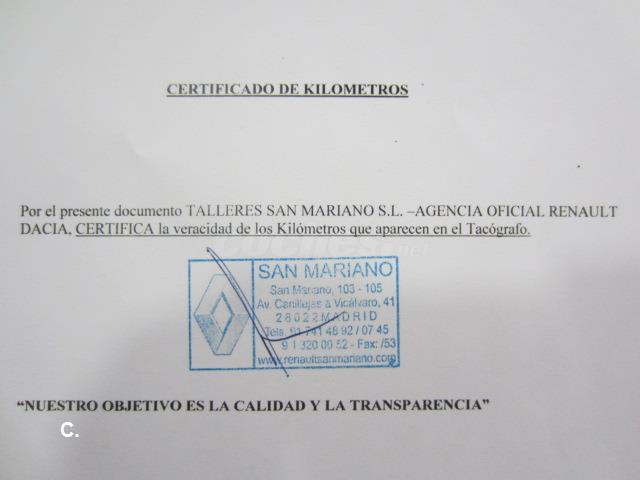 CERTIFICADO DE KILOMETROS
Por el presente documento TALLERES SAN MARIANO S.L. –AGENCIA OFICIAL RENAULT
DACIA, CERTIFICA la veracidad de los Kilómetros que aparecen en el Tacógrafo.
coches.net
SAN MARIANO
San Mariano, 103 - 105
Av. Canillejas a Vicálvaro, 41
28022 MADRID
Tels. 91 741 48 92 / 07 45
91 320 00 52 - Fax: /53
www.renaultsanmariano.com
“NUESTRO OBJETIVO ES LA CALIDAD Y LA TRANSPARENCIA”
C.